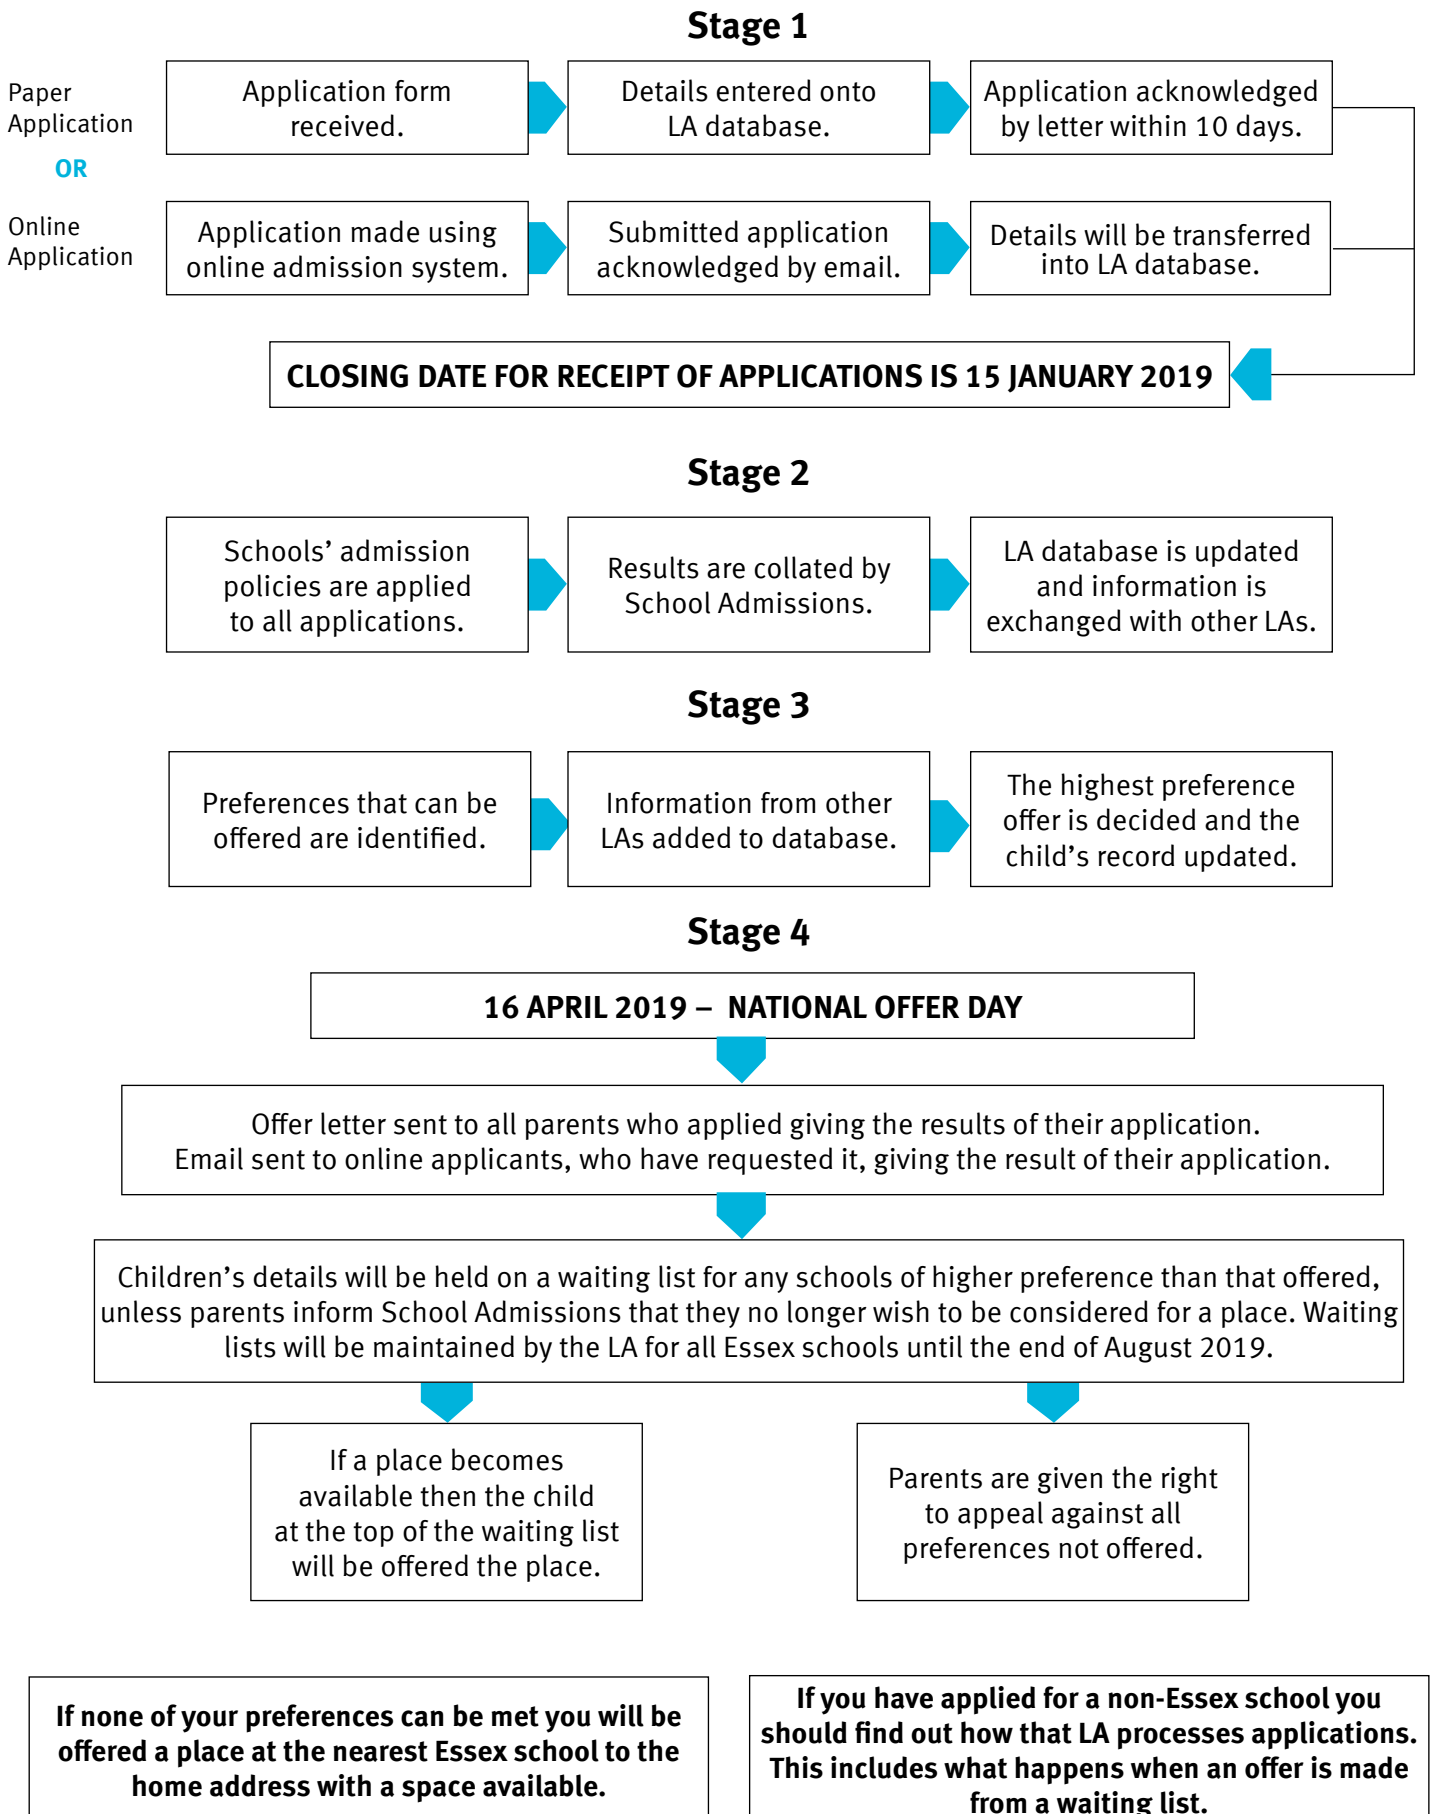 Stage 1
Paper
Application
Application form
received.
Details entered onto
LA database.
Application acknowledged
by letter within 10 days.
OR
Online
Application
Application made using
online admission system.
Submitted application
acknowledged by email.
Details will be transferred
into LA database.
CLOSING DATE FOR RECEIPT OF APPLICATIONS IS 15 JANUARY 2019
Stage 2
Schools’ admission
policies are applied
to all applications.
Results are collated by
School Admissions.
LA database is updated
and information is
exchanged with other LAs.
Stage 3
Preferences that can be
offered are identified.
Information from other
LAs added to database.
The highest preference
offer is decided and the
child’s record updated.
Stage 4
16 APRIL 2019 – NATIONAL OFFER DAY
Offer letter sent to all parents who applied giving the results of their application.
Email sent to online applicants, who have requested it, giving the result of their application.
Children’s details will be held on a waiting list for any schools of higher preference than that offered,
unless parents inform School Admissions that they no longer wish to be considered for a place. Waiting
lists will be maintained by the LA for all Essex schools until the end of August 2019.
If a place becomes
available then the child
at the top of the waiting list
will be offered the place.
Parents are given the right
to appeal against all
preferences not offered.
If none of your preferences can be met you will be
offered a place at the nearest Essex school to the
home address with a space available.
If you have applied for a non-Essex school you
should find out how that LA processes applications.
This includes what happens when an offer is made
from a waiting list.